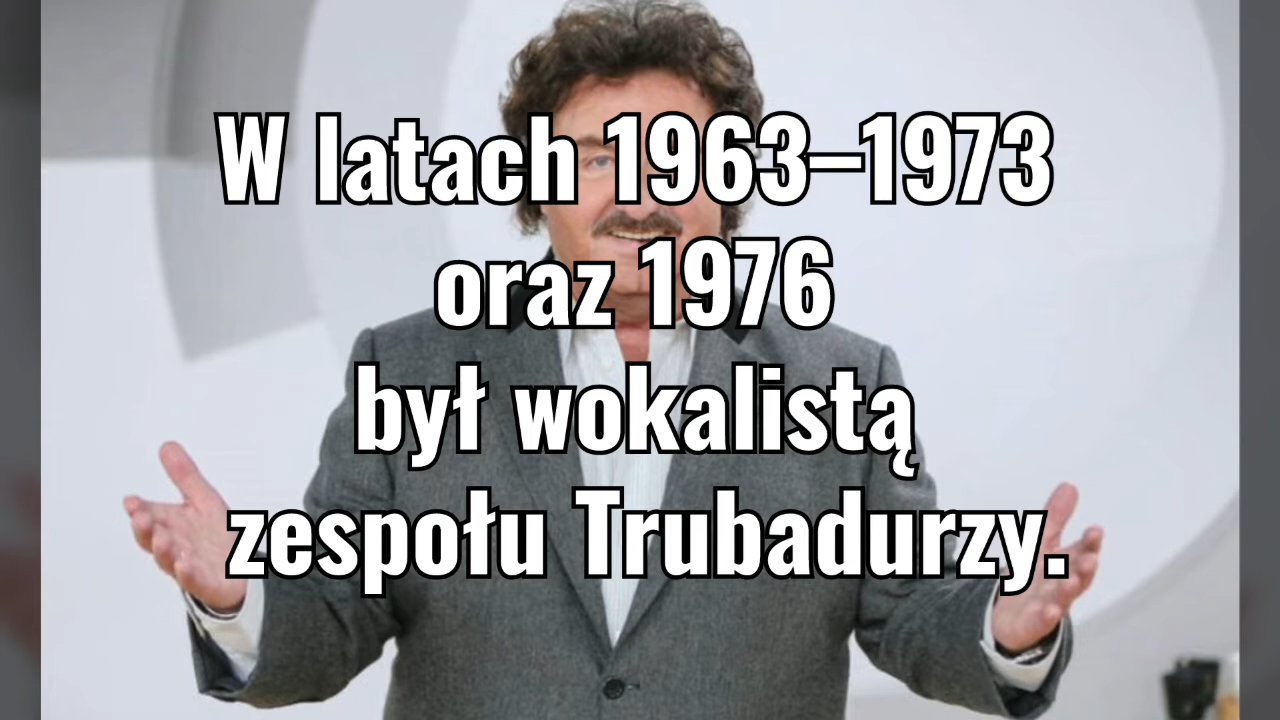 W latach 1963–1973
oraz 1976
był wokalistą
zespołu Trubadurzy.